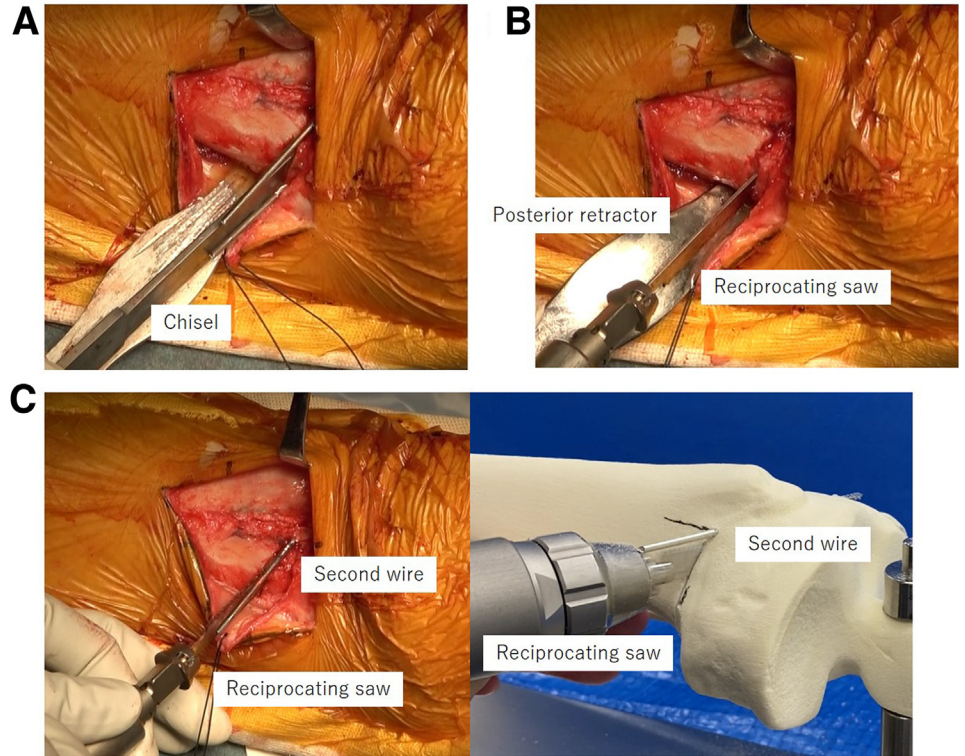 A
B
Posterior retractor
Reciprocating saw
Chisel
C
Second wire
Second wire
Reciprocating saw
Reciprocating saw